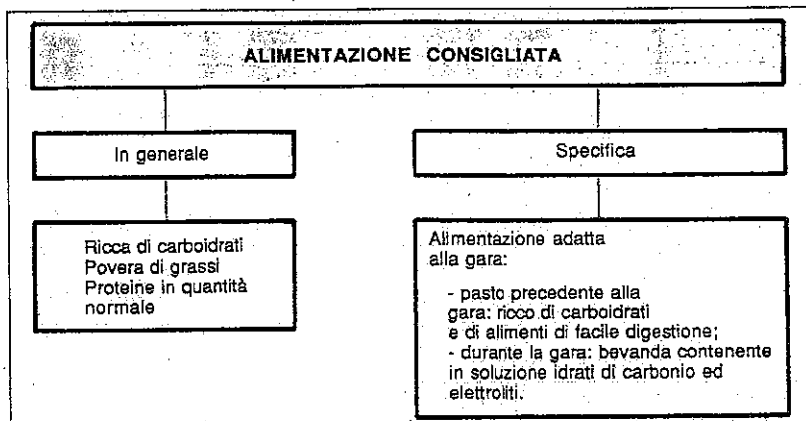 ALIMENTAZIONE CONSIGLIATA
In generale
Specifica
Ricca di carboidrati
Povera di grassi
Proteine in quantità
normale
Alimentazione adatta
alla gara:
- pasto precedente alla
gara: ricco di carboidrati
e di alimenti di facile digestione;
- durante la gara: bevanda contenente
in soluzione idrati di carbonio ed
elettroliti.